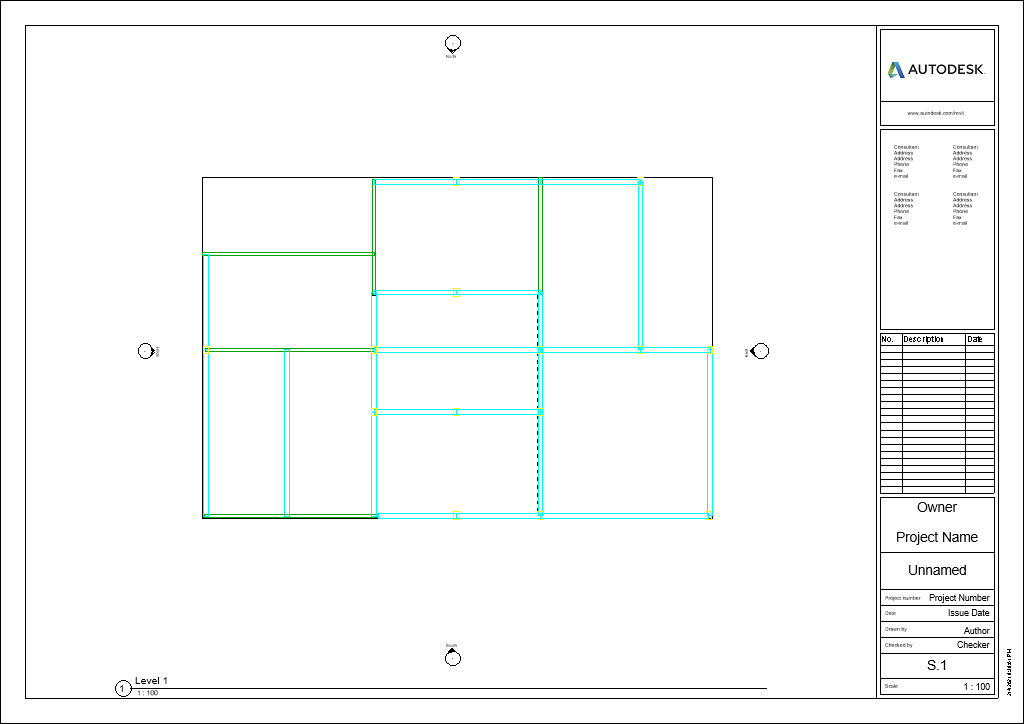 North
West
East
South
1
Level 1
1 : 100
AUTODESK
www.autodesk.com/revit
Consultant
Address
Address
Phone
Fax
e-mail
Consultant
Address
Address
Phone
Fax
e-mail
Consultant
Address
Address
Phone
Fax
e-mail
Consultant
Address
Address
Phone
Fax
e-mail
No. Description Date
Owner
Project Name
Unnamed
Project number Project Number
Date Issue Date
Drawn by Author
Checked by Checker
S.1
Scale 1 : 100